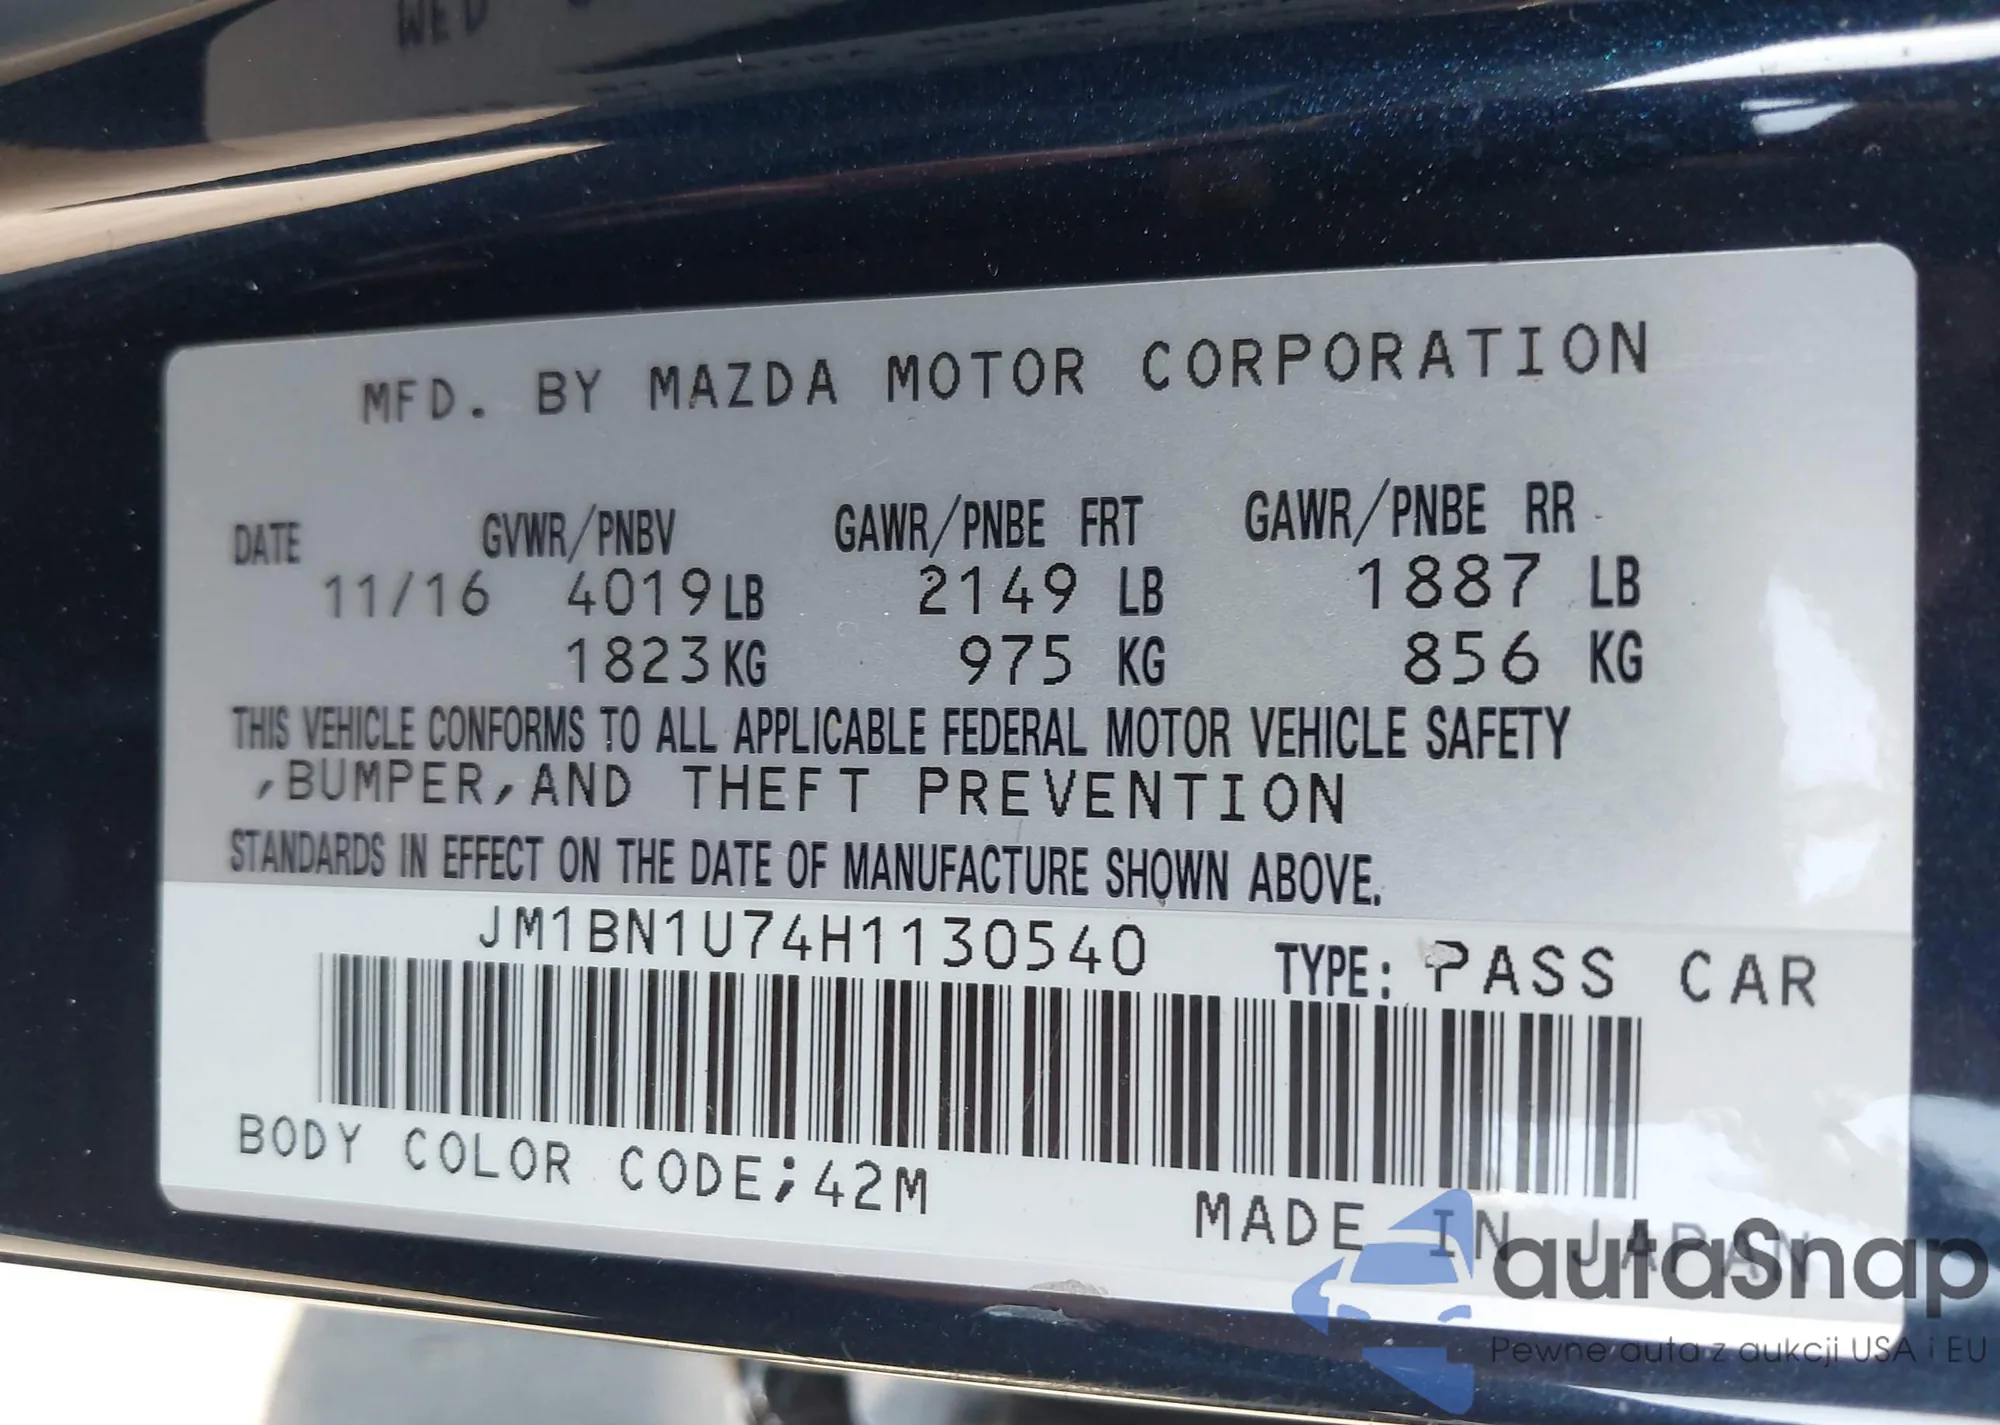 WED
MFD. BY MAZDA MOTOR CORPORATION
DATE GVWR/PNBV GAWR/PNBE FRT GAWR/PNBE RR
11/16 4019LB 2149 LB 1887 LB
1823KG 975 KG 856 KG
THIS VEHICLE CONFORMS TO ALL APPLICABLE FEDERAL MOTOR VEHICLE SAFETY
,BUMPER,AND THEFT PREVENTION
STANDARDS IN EFFECT ON THE DATE OF MANUFACTURE SHOWN ABOVE.
JM1BN1U74H1130540 TYPE: PASS CAR
BODY COLOR CODE;42M
MADE IN JAPAN
autaSnap
Pewne auta z aukcji USA i EU